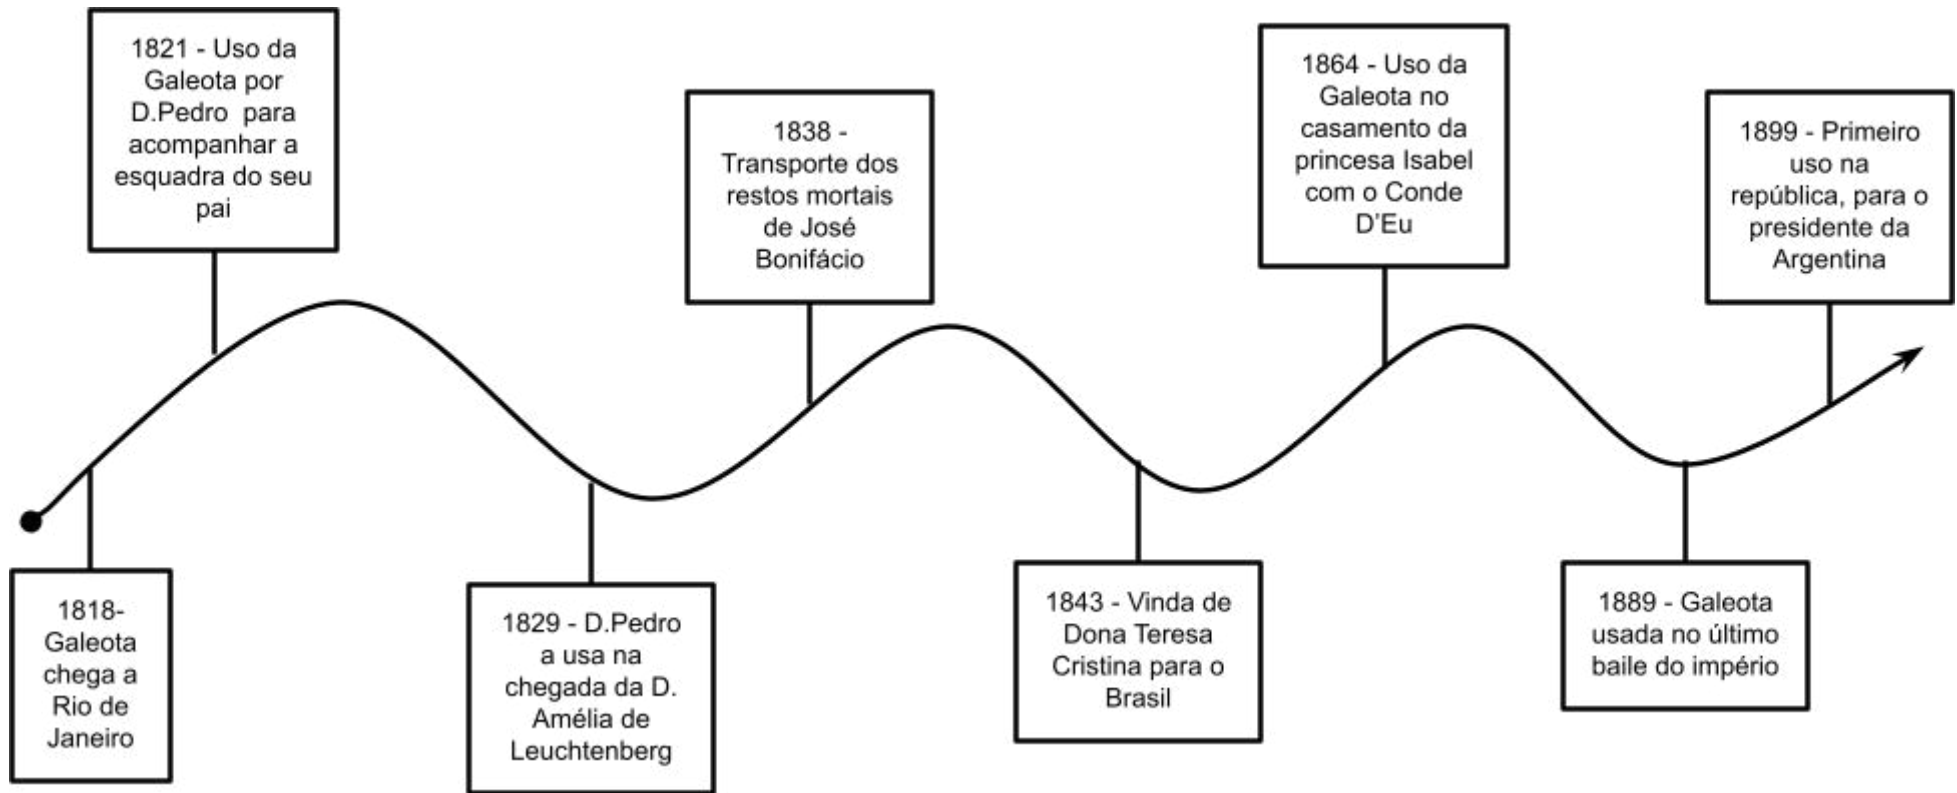 1818-
Galeota
chega a
Rio de
Janeiro
1821 - Uso da
Galeota por
D.Pedro  para
acompanhar a
esquadra do seu
pai
1829 - D.Pedro
a usa na
chegada da D.
Amélia de
Leuchtenberg
1838 -
Transporte dos
restos mortais
de José
Bonifácio
1843 - Vinda de
Dona Teresa
Cristina para o
Brasil
1864 - Uso da
Galeota no
casamento da
princesa Isabel
com o Conde
D'Eu
1889 - Galeota
usada no último
baile do império
1899 - Primeiro
uso na
república, para o
presidente da
Argentina